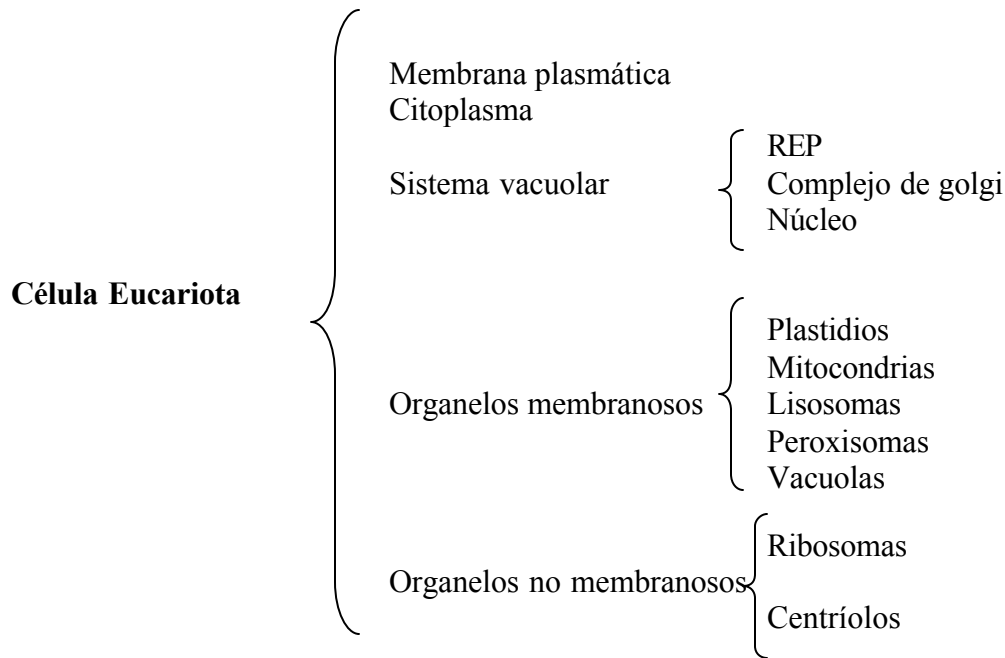 Célula Eucariota
Membrana plasmática
Citoplasma
Sistema vacuolar
REP
Complejo de golgi
Núcleo
Organelos membranosos
Plastidios
Mitocondrias
Lisosomas
Peroxisomas
Vacuolas
Organelos no membranosos
Ribosomas
Centríolos